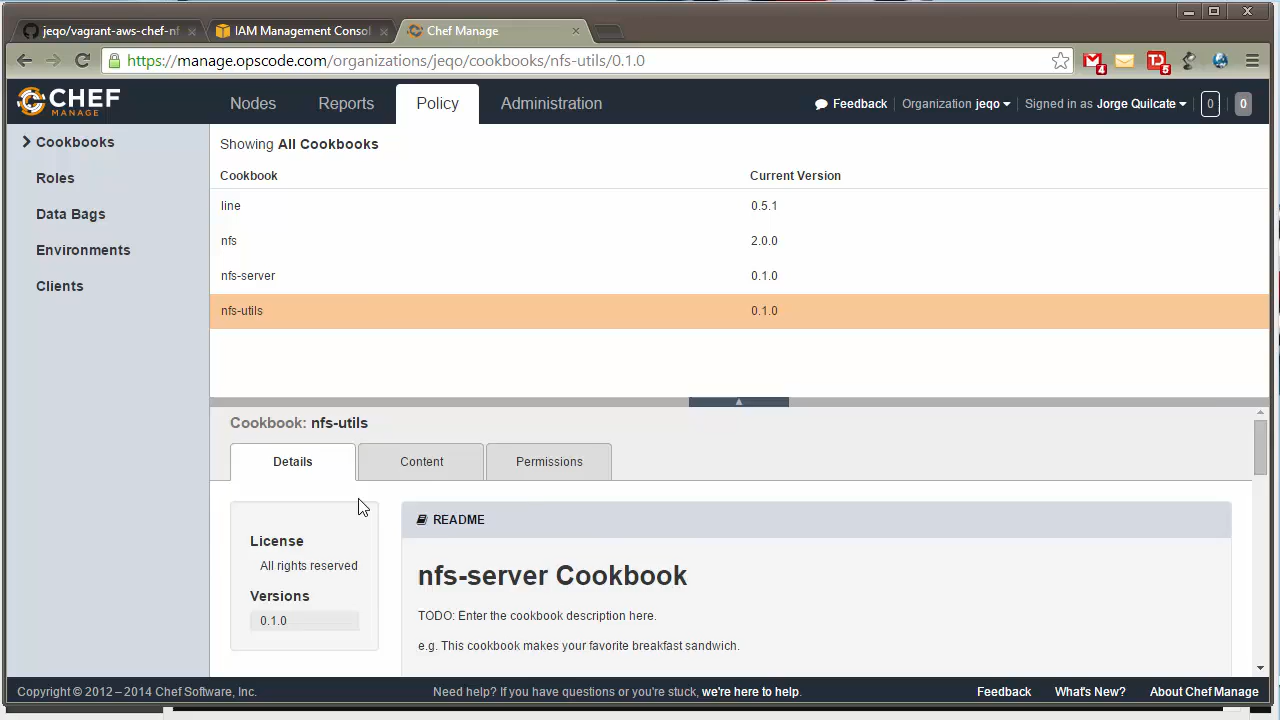 jeqo/vagrant-aws-chef-nf
IAM Management Consol
Chef Manage
https://manage.opscode.com/organizations/jeqo/cookbooks/nfs-utils/0.1.0
4
5
CHEF
MANAGE
Nodes
Reports
Policy
Administration
Feedback
Organization jeqo
Signed in as Jorge Quilcate
0
0
Cookbooks
Roles
Data Bags
Environments
Clients
Showing All Cookbooks
Cookbook Current Version
line 0.5.1
nfs 2.0.0
nfs-server 0.1.0
nfs-utils 0.1.0
Cookbook: nfs-utils
Details
Content
Permissions
License
All rights reserved
Versions
0.1.0
README
nfs-server Cookbook
TODO: Enter the cookbook description here.
e.g. This cookbook makes your favorite breakfast sandwich.
Copyright © 2012 – 2014 Chef Software, Inc.
Need help? If you have questions or you're stuck, we're here to help.
Feedback
What's New?
About Chef Manage